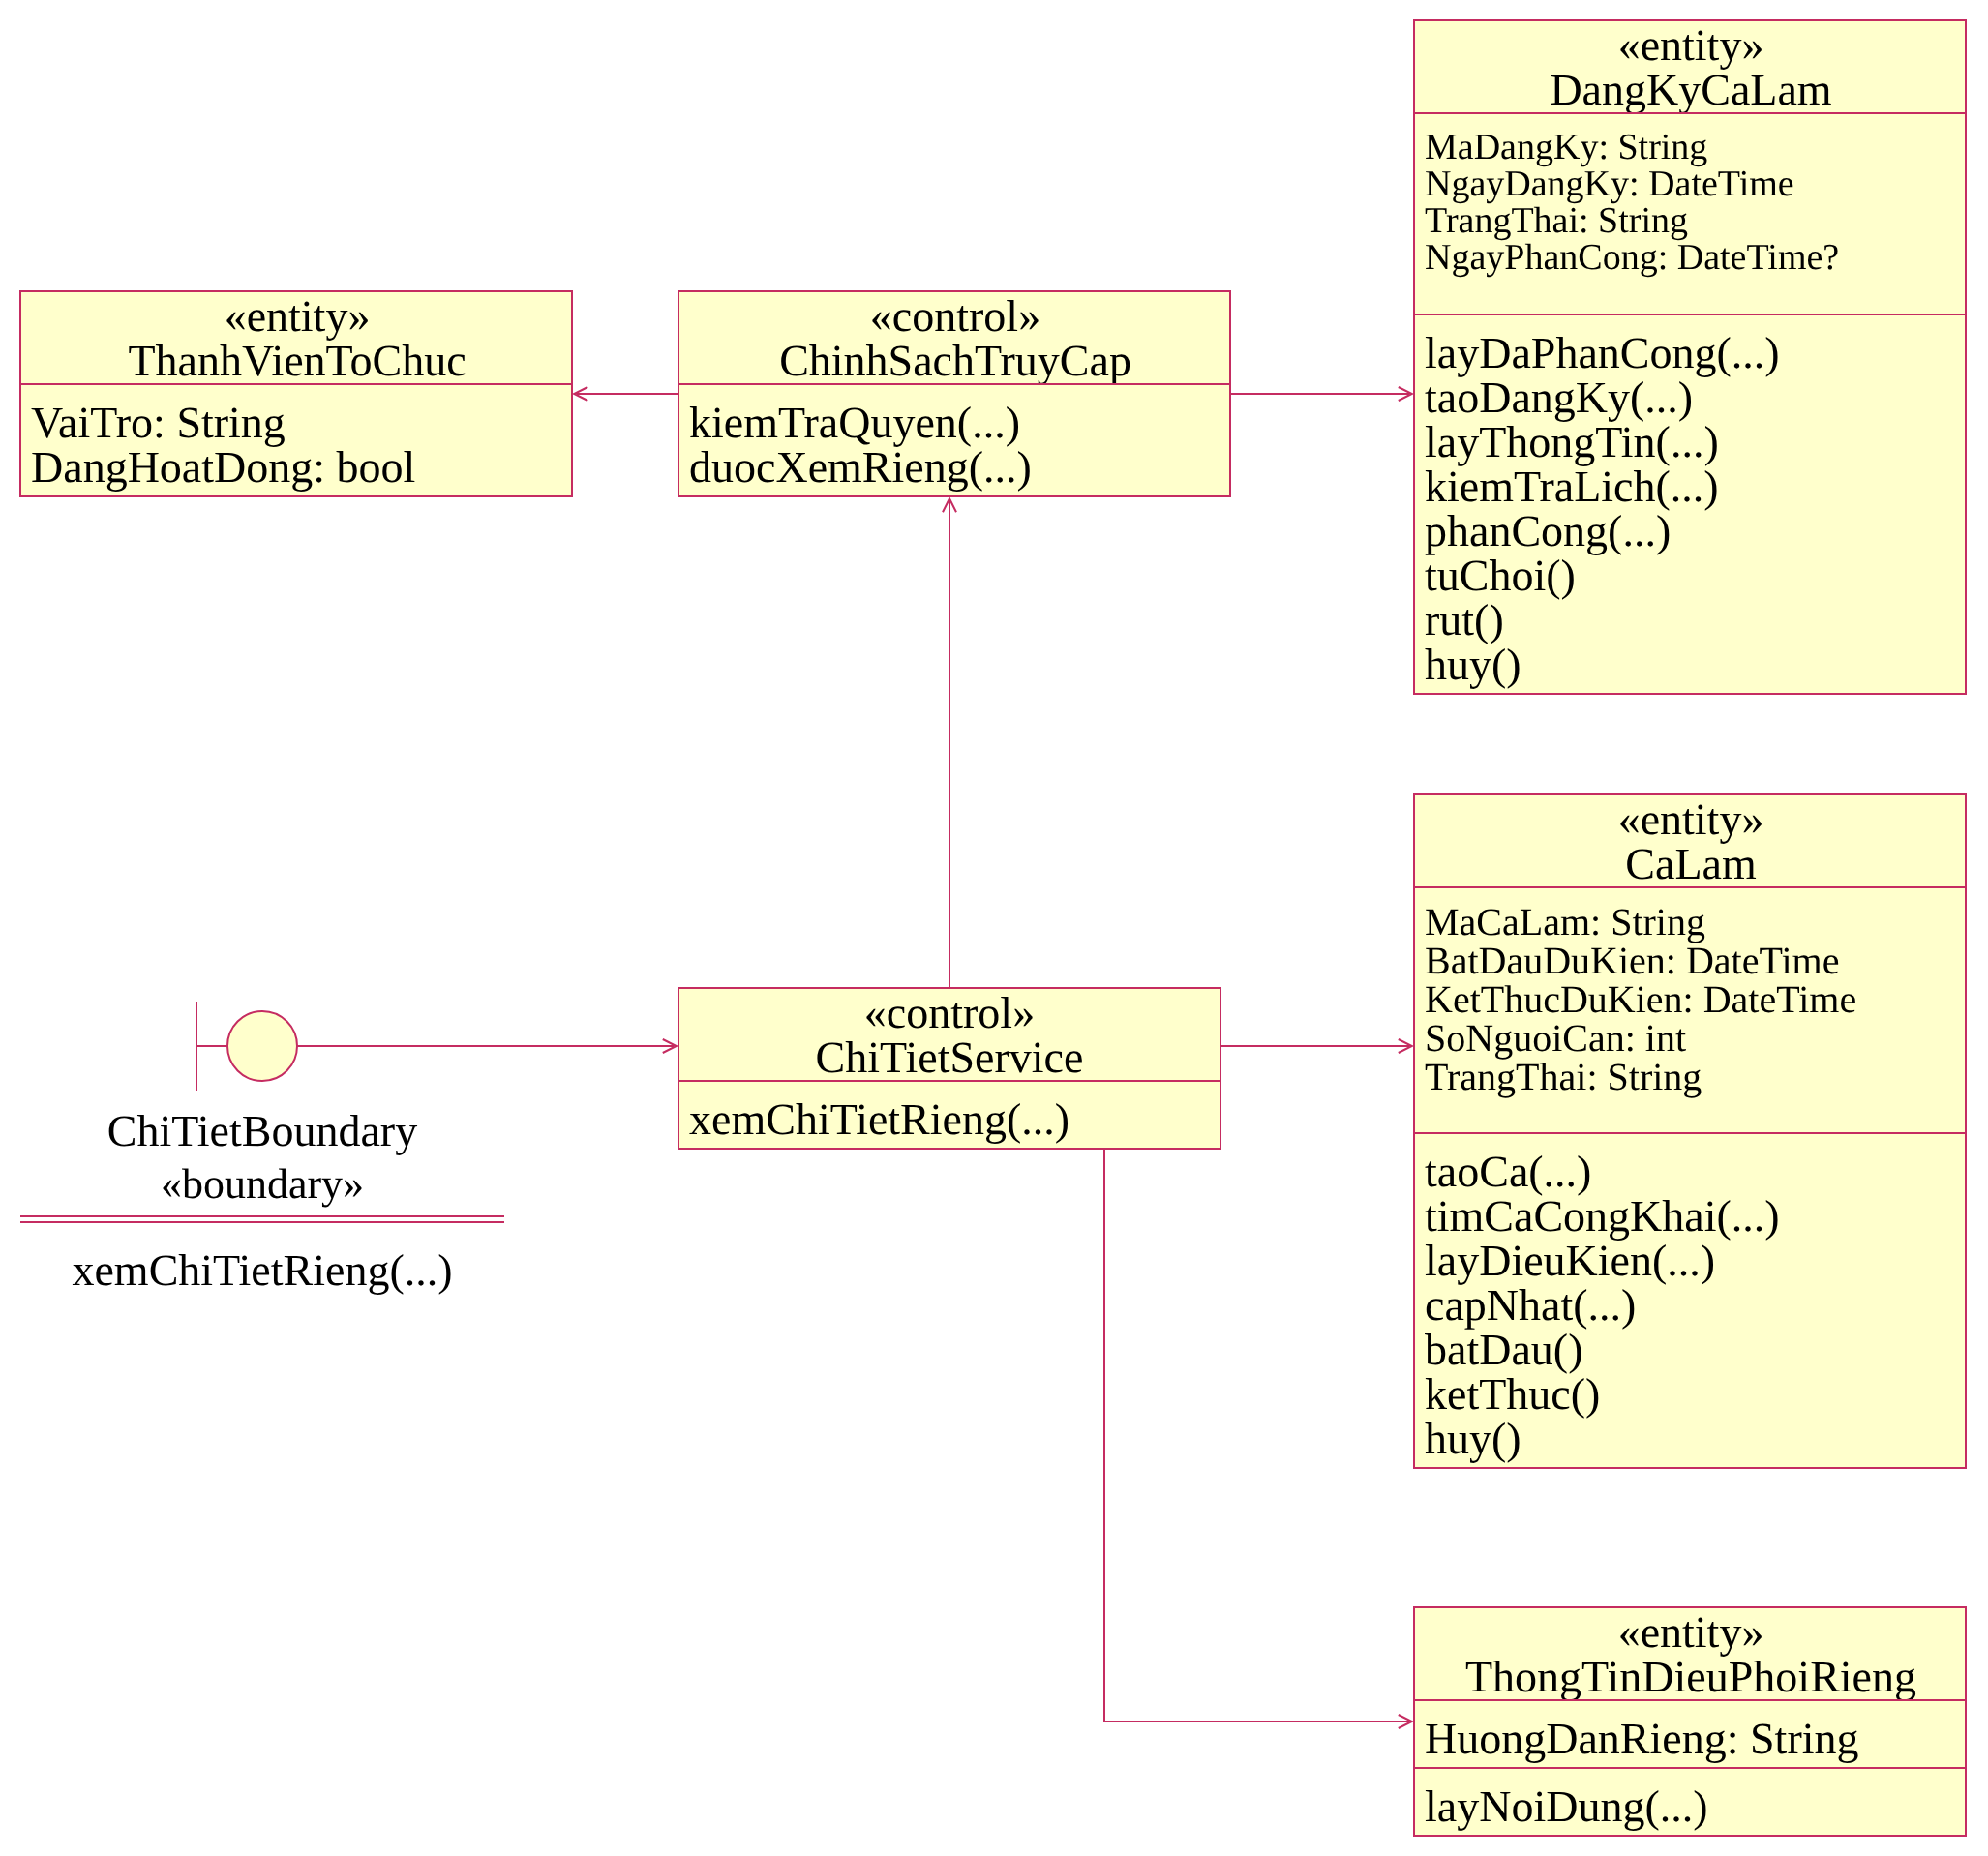 «entity»
DangKyCaLam
MaDangKy: String
NgayDangKy: DateTime
TrangThai: String
NgayPhanCong: DateTime?
layDaPhanCong(...)
taoDangKy(...)
layThongTin(...)
kiemTraLich(...)
phanCong(...)
tuChoi()
rut()
huy()
«entity»
ThanhVienToChuc
VaiTro: String
DangHoatDong: bool
«control»
ChinhSachTruyCap
kiemTraQuyen(...)
duocXemRieng(...)
«entity»
CaLam
MaCaLam: String
BatDauDuKien: DateTime
KetThucDuKien: DateTime
SoNguoiCan: int
TrangThai: String
taoCa(...)
timCaCongKhai(...)
layDieuKien(...)
capNhat(...)
batDau()
ketThuc()
huy()
«control»
ChiTietService
xemChiTietRieng(...)
ChiTietBoundary
«boundary»
xemChiTietRieng(...)
«entity»
ThongTinDieuPhoiRieng
HuongDanRieng: String
layNoiDung(...)